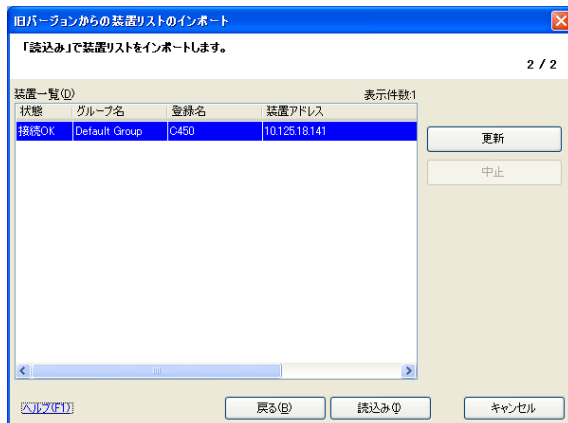 旧バージョンからの装置リストのインポート
「読込み」で装置リストをインポートします。
2 / 2
装置一覧(D) 表示件数:1
状態 グループ名 登録名 装置アドレス
接続OK Default Group C450 10.125.18.141
更新
中止
ヘルプ(F1) 戻る(B) 読込み(I) キャンセル